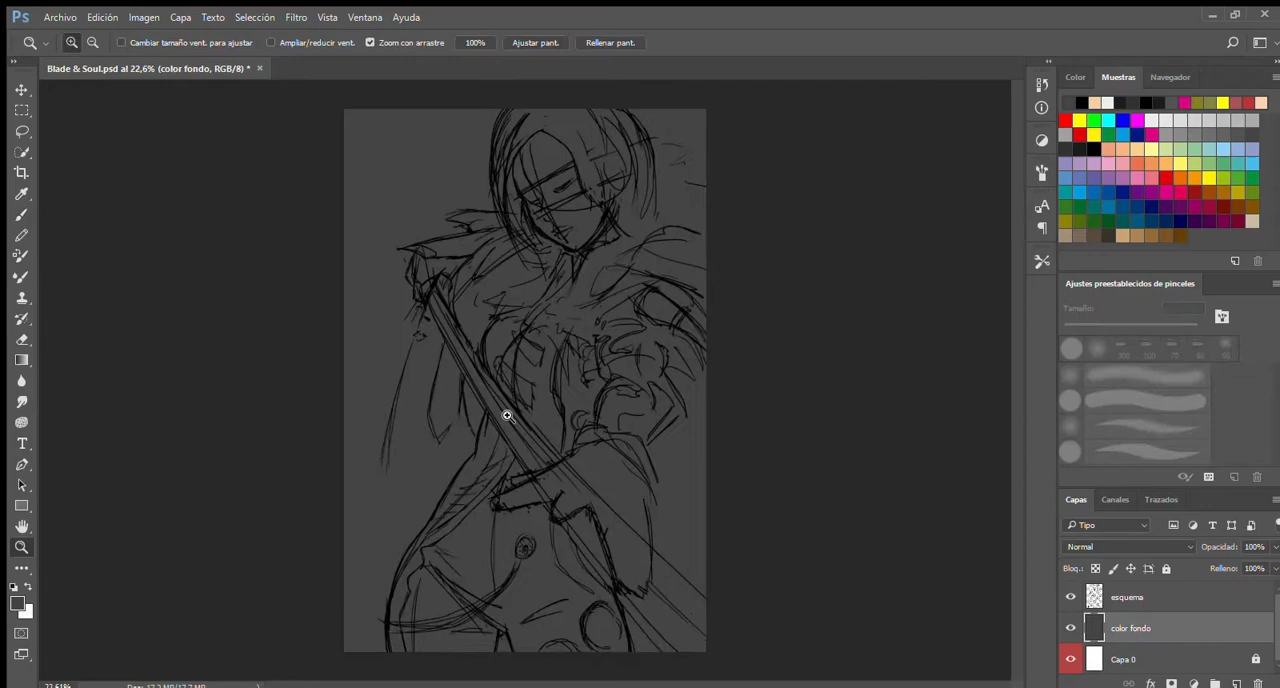 Ps Archivo Edición Imagen Capa Texto Selección Filtro Vista Ventana Ayuda
Cambiar tamaño vent. para ajustar Ampliar/reducir vent. Zoom con arrastre 100% Ajustar pant. Rellenar pant.
Blade & Soul.psd al 22,6% (color fondo, RGB/8) * ×
Color Muestras Navegador
Ajustes preestablecidos de pinceles
Tamaño:
Capas Canales Trazados
Tipo
Normal Opacidad: 100%
Bloq.: Relleno: 100%
esquema
color fondo
Capa 0
22,61%